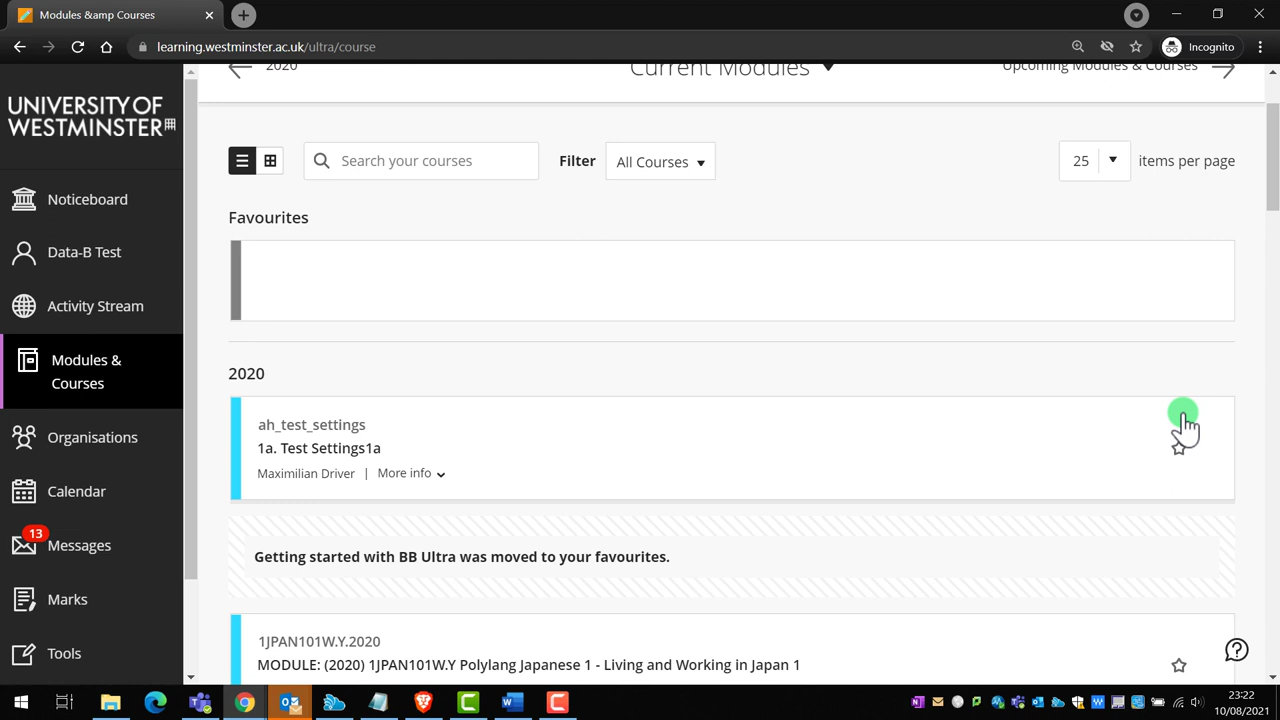 Modules &amp Courses
learning.westminster.ac.uk/ultra/course
Incognito
UNIVERSITY OF
WESTMINSTER
Noticeboard
Data-B Test
Activity Stream
Modules &
Courses
Organisations
Calendar
13
Messages
Marks
Tools
2020
Current Modules
Upcoming Modules & Courses
Search your courses
Filter
All Courses
25
items per page
Favourites
2020
ah_test_settings
1a. Test Settings1a
Maximilian Driver | More info
Getting started with BB Ultra was moved to your favourites.
1JPAN101W.Y.2020
MODULE: (2020) 1JPAN101W.Y Polylang Japanese 1 - Living and Working in Japan 1
23:22
10/08/2021